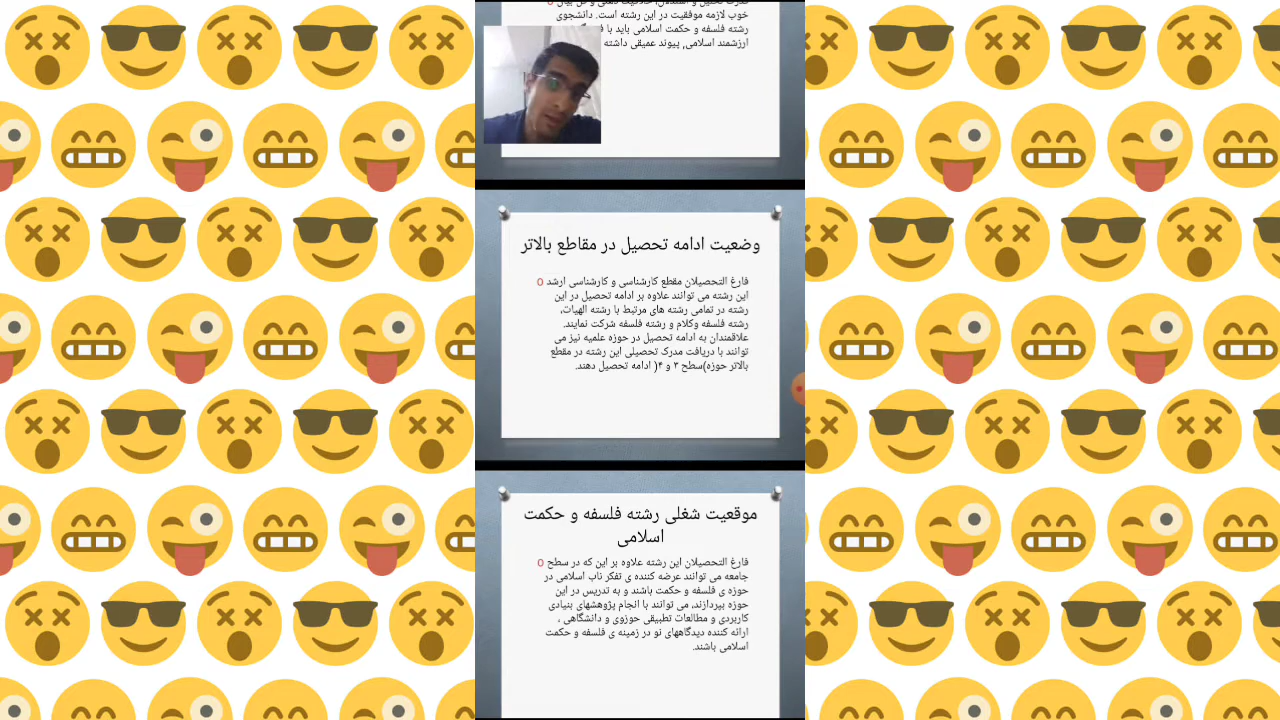 خوب لازمه موفقیت در این رشته است. دانشجوی
رشته فلسفه و حکمت اسلامی باید با
ارزشمند اسلامی, پیوند عمیقی داشته
وضعیت ادامه تحصیل در مقاطع بالاتر
فارغ التحصیلان مقطع کارشناسی و کارشناسی ارشد
این رشته می توانند علاوه بر ادامه تحصیل در این
رشته در تمامی رشته های مرتبط با رشته الهیات،
رشته فلسفه وکلام و رشته فلسفه شرکت نمایند.
علاقمندان به ادامه تحصیل در حوزه علمیه نیز می
توانند با دریافت مدرک تحصیلی این رشته در مقطع
بالاتر حوزه)سطح ۳ و ۴( ادامه تحصیل دهند.
موقعیت شغلی رشته فلسفه و حکمت
اسلامی
فارغ التحصیلان این رشته علاوه بر این که در سطح
جامعه می توانند عرضه کننده ی تفکر ناب اسلامی در
حوزه ی فلسفه و حکمت باشند و به تدریس در این
حوزه بپردازند، می توانند با انجام پژوهشهای بنیادی
کاربردی و مطالعات تطبیقی حوزوی و دانشگاهی ،
ارائه کننده دیدگاههای نو در زمینه ی فلسفه و حکمت
اسلامی باشند.